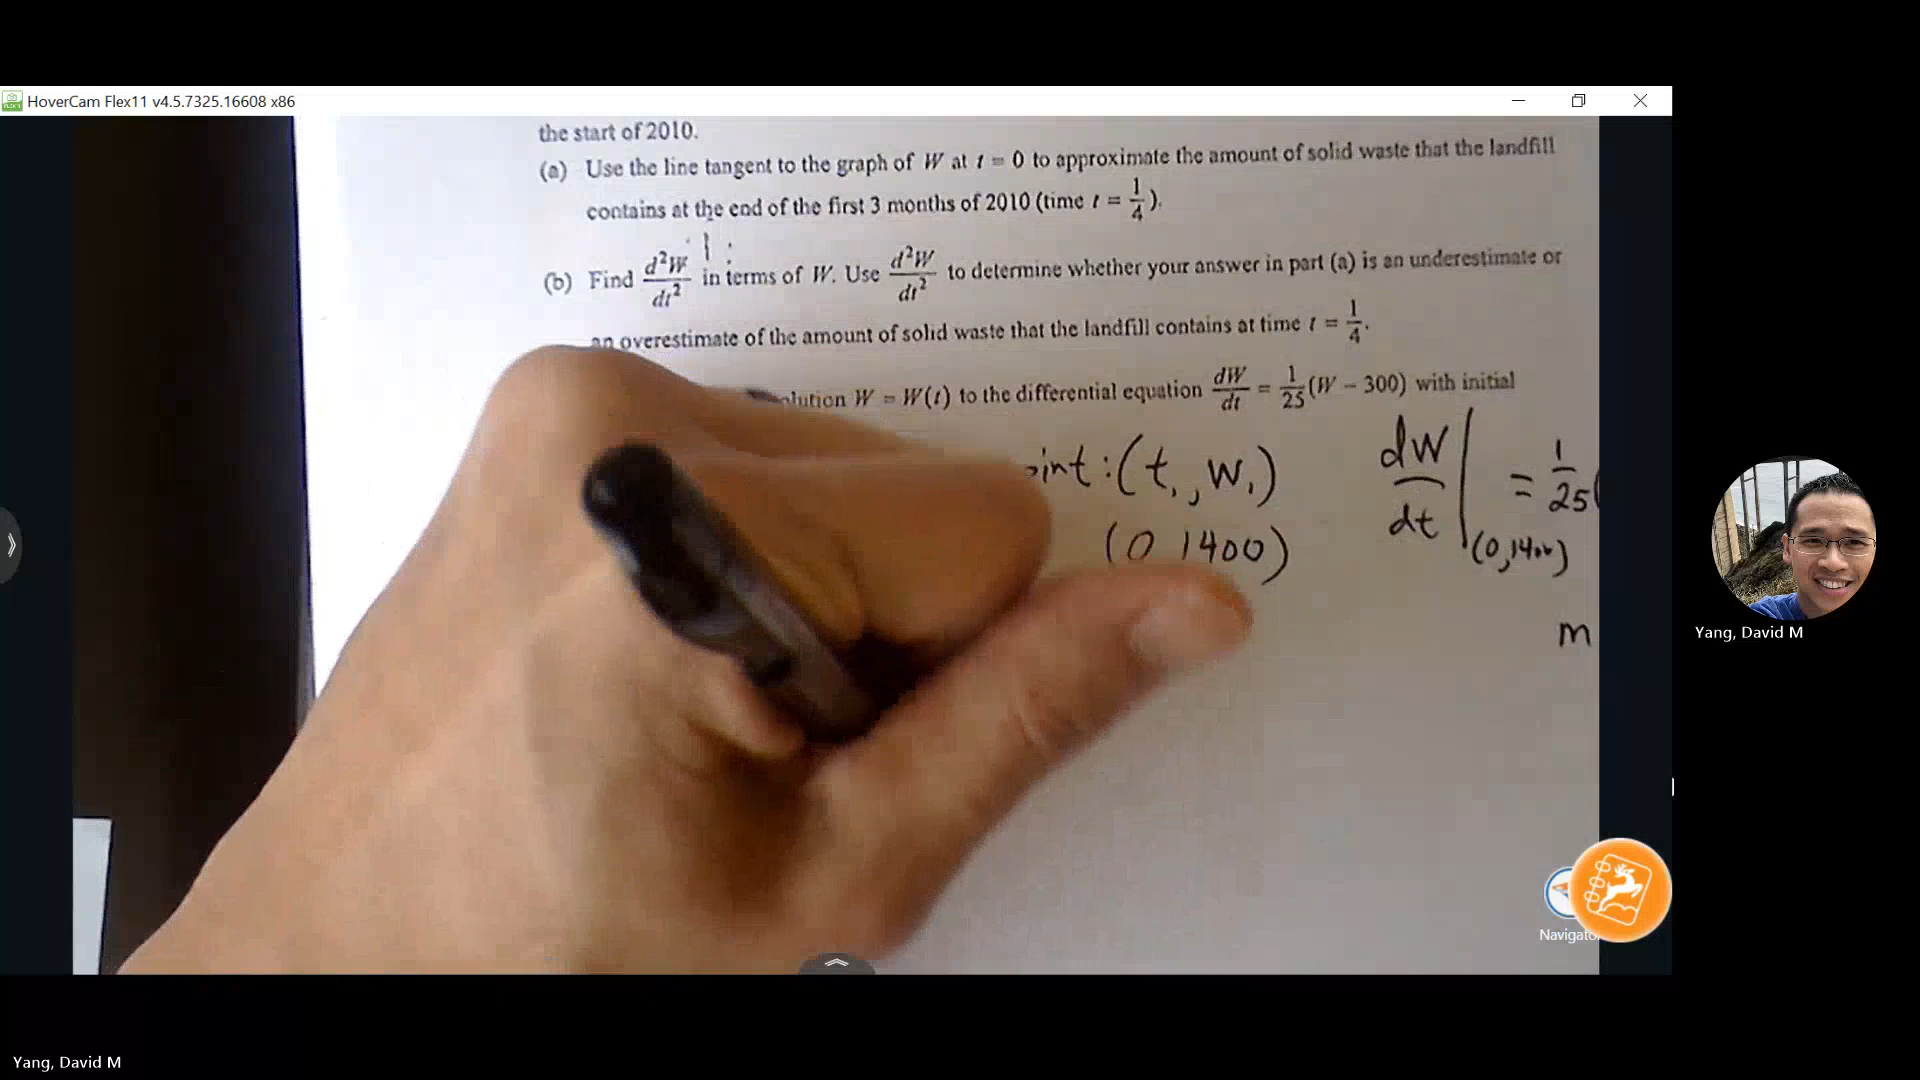 HoverCam Flex11 v4.5.7325.16608 x86
the start of 2010.
(a) Use the line tangent to the graph of W at t = 0 to approximate the amount of solid waste that the landfill
contains at the end of the first 3 months of 2010 (time t = 1/4).
(b) Find d²W/dt² in terms of W. Use d²W/dt² to determine whether your answer in part (a) is an underestimate or
an overestimate of the amount of solid waste that the landfill contains at time t = 1/4.
W = W(t) to the differential equation dW/dt = 1/25(W – 300) with initial
:(t₁, W₁)
dW/dt|(0,1400) = 1/25(
(0 1400)
m
Yang, David M
Navigato
Yang, David M